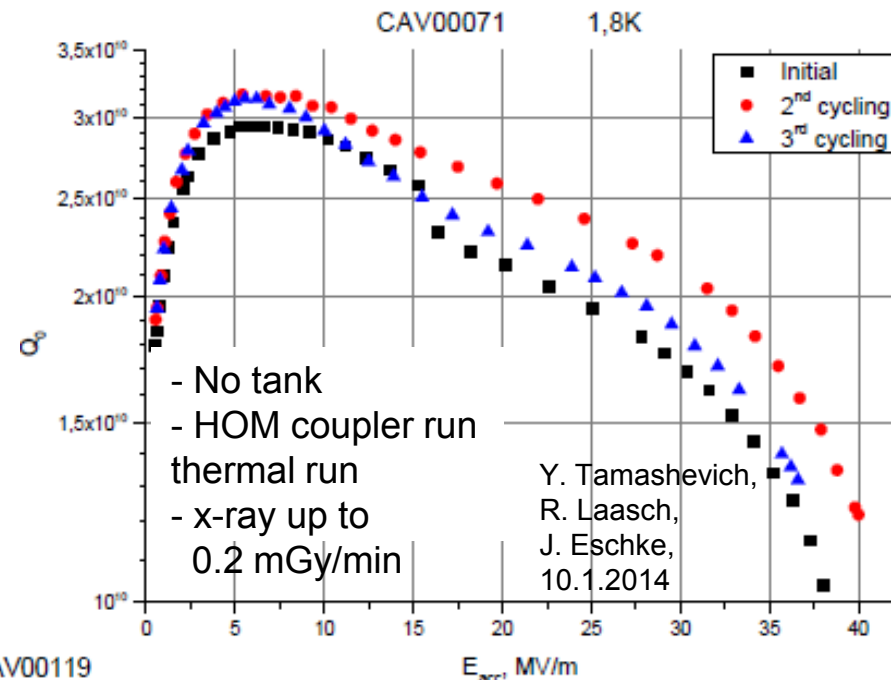 CAV00071 1,8K
3,5x10¹⁰
3x10¹⁰
2,5x10¹⁰
2x10¹⁰
1,5x10¹⁰
10¹⁰
Q₀
Initial
2ⁿᵈ cycling
3ʳᵈ cycling
- No tank
- HOM coupler run
thermal run
- x-ray up to
0.2 mGy/min
Y. Tamashevich,
R. Laasch,
J. Eschke,
10.1.2014
0 5 10 15 20 25 30 35 40
E_acc, MV/m
AV00119